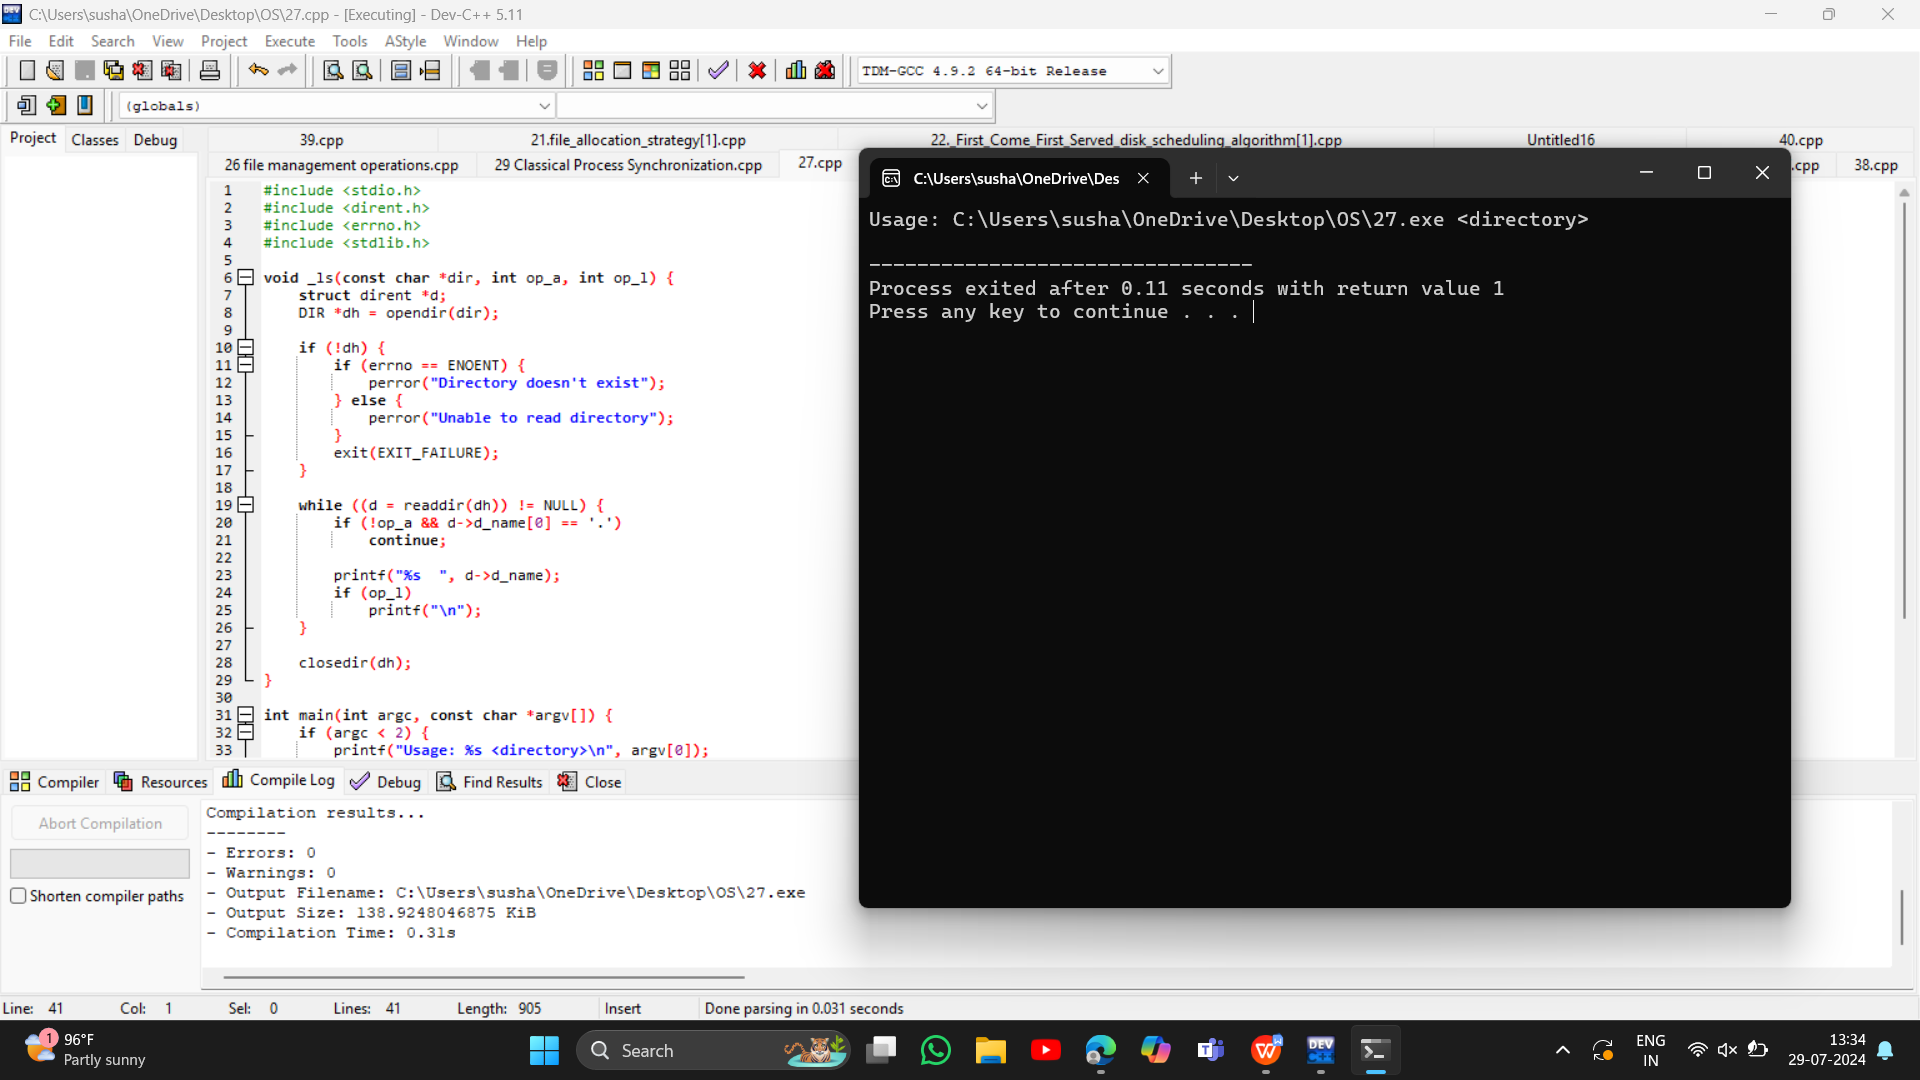 C:\Users\susha\OneDrive\Desktop\OS\27.cpp - [Executing] - Dev-C++ 5.11
File Edit Search View Project Execute Tools AStyle Window Help
TDM-GCC 4.9.2 64-bit Release
(globals)
Project Classes Debug
39.cpp 21.file_allocation_strategy[1].cpp 22._First_Come_First_Served_disk_scheduling_algorithm[1].cpp Untitled16 40.cpp
26 file management operations.cpp 29 Classical Process Synchronization.cpp 27.cpp .cpp 38.cpp
1 #include <stdio.h>
2 #include <dirent.h>
3 #include <errno.h>
4 #include <stdlib.h>
5
6 void _ls(const char *dir, int op_a, int op_l) {
7 struct dirent *d;
8 DIR *dh = opendir(dir);
9
10 if (!dh) {
11 if (errno == ENOENT) {
12 perror("Directory doesn't exist");
13 } else {
14 perror("Unable to read directory");
15 }
16 exit(EXIT_FAILURE);
17 }
18
19 while ((d = readdir(dh)) != NULL) {
20 if (!op_a && d->d_name[0] == '.')
21 continue;
22
23 printf("%s  ", d->d_name);
24 if (op_l)
25 printf("\n");
26 }
27
28 closedir(dh);
29 }
30
31 int main(int argc, const char *argv[]) {
32 if (argc < 2) {
33 printf("Usage: %s <directory>\n", argv[0]);
C:\Users\susha\OneDrive\Des
Usage: C:\Users\susha\OneDrive\Desktop\OS\27.exe <directory>
--------------------------------
Process exited after 0.11 seconds with return value 1
Press any key to continue . . .
Compiler Resources Compile Log Debug Find Results Close
Abort Compilation
Shorten compiler paths
Compilation results...
--------
- Errors: 0
- Warnings: 0
- Output Filename: C:\Users\susha\OneDrive\Desktop\OS\27.exe
- Output Size: 138.9248046875 KiB
- Compilation Time: 0.31s
Line: 41 Col: 1 Sel: 0 Lines: 41 Length: 905 Insert Done parsing in 0.031 seconds
1
96°F
Partly sunny
Search
DEV
ENG
IN
13:34
29-07-2024